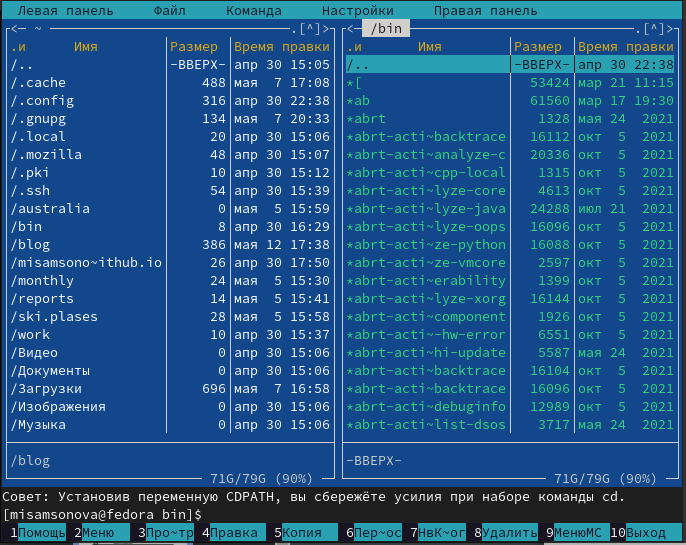 Левая панель Файл Команда Настройки Правая панель
<─ ~ .[^]>
.и Имя Размер Время правки
/.. -ВВЕРХ- апр 30 15:05
/.cache 488 мая 7 17:08
/.config 316 апр 30 22:38
/.gnupg 134 мая 7 20:33
/.local 20 апр 30 15:06
/.mozilla 48 апр 30 15:07
/.pki 10 апр 30 15:12
/.ssh 54 апр 30 15:39
/australia 0 мая 5 15:59
/bin 8 апр 30 16:29
/blog 386 мая 12 17:38
/misamsono~ithub.io 26 апр 30 17:50
/monthly 24 мая 5 15:30
/reports 14 мая 5 15:41
/ski.plases 28 мая 5 15:58
/work 10 апр 30 15:37
/Видео 0 апр 30 15:06
/Документы 0 апр 30 15:06
/Загрузки 696 мая 7 16:58
/Изображения 0 апр 30 15:06
/Музыка 0 апр 30 15:06
/blog
71G/79G (90%)
<─ /bin .[^]>
.и Имя Размер Время правки
/.. -ВВЕРХ- апр 30 22:38
*[ 53424 мар 21 11:15
*ab 61560 мар 17 19:30
*abrt 1328 мая 24 2021
*abrt-acti~backtrace 16112 окт 5 2021
*abrt-acti~analyze-c 20336 окт 5 2021
*abrt-acti~cpp-local 1315 окт 5 2021
*abrt-acti~lyze-core 4613 окт 5 2021
*abrt-acti~lyze-java 24288 июл 21 2021
*abrt-acti~lyze-oops 16096 окт 5 2021
*abrt-acti~ze-python 16088 окт 5 2021
*abrt-acti~ze-vmcore 2597 окт 5 2021
*abrt-acti~erability 1399 окт 5 2021
*abrt-acti~lyze-xorg 16144 окт 5 2021
*abrt-acti~component 1926 окт 5 2021
*abrt-acti~-hw-error 6551 окт 5 2021
*abrt-acti~hi-update 5587 мая 24 2021
*abrt-acti~backtrace 16104 окт 5 2021
*abrt-acti~backtrace 16096 окт 5 2021
*abrt-acti~debuginfo 12989 окт 5 2021
*abrt-acti~list-dsos 3717 мая 24 2021
-ВВЕРХ-
71G/79G (90%)
Совет: Установив переменную CDPATH, вы сбережёте усилия при наборе команды cd.
[misamsonova@fedora bin]$
1Помощь 2Меню 3Про~тр 4Правка 5Копия 6Пер~ос 7НвК~ог 8Удалить 9МенюMC 10Выход